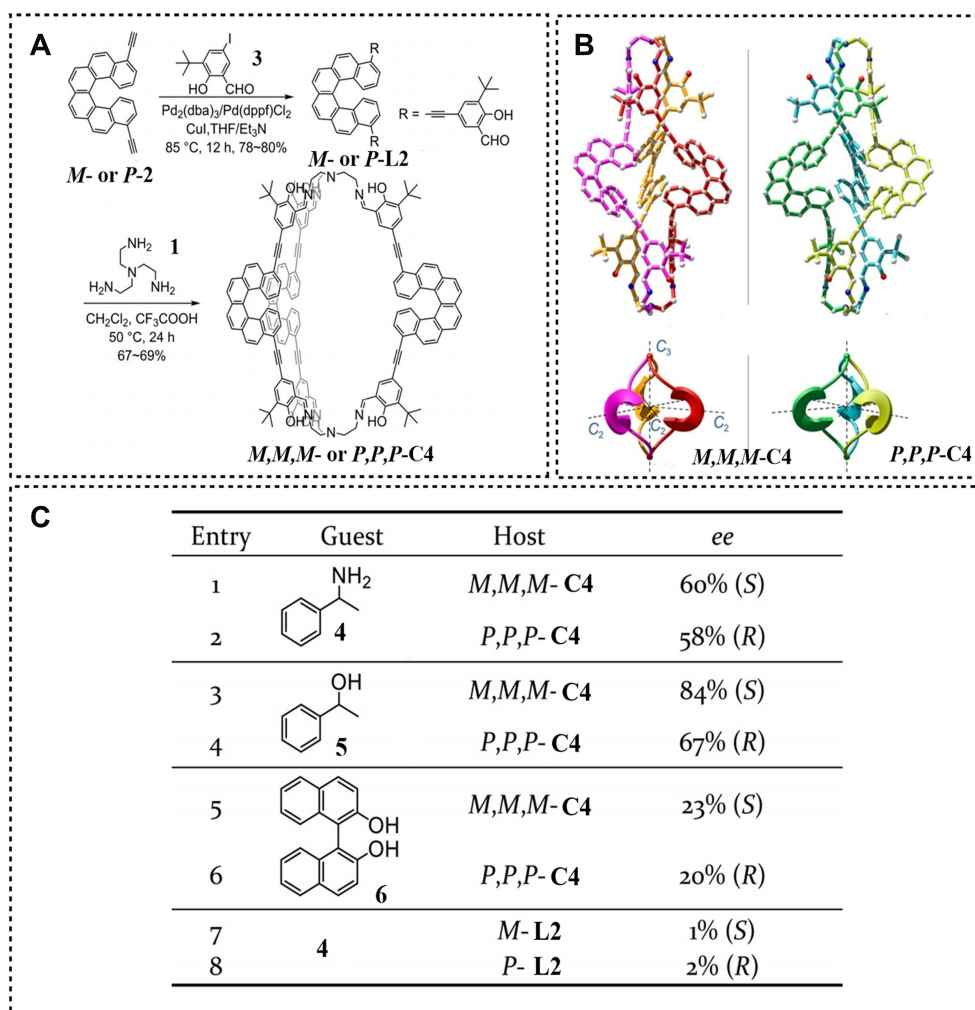 A
I
3
HO
CHO
Pd2(dba)3/Pd(dppf)Cl2
CuI,THF/Et3N
85 °C, 12 h, 78~80%
M- or P-2
R
R
M- or P-L2
R =
OH
CHO
NH2
1
H2N
N
NH2
CH2Cl2, CF3COOH
50 °C, 24 h
67~69%
OH
N
OH
N
N
OH
N
N
OH
M,M,M- or P,P,P-C4
B
C3
C2
C2
C2
M,M,M-C4
P,P,P-C4
C
Entry Guest Host ee
NH2
1 M,M,M- C4 60% (S)
4
2 P,P,P- C4 58% (R)
OH
3 M,M,M- C4 84% (S)
4 5 P,P,P- C4 67% (R)
5 M,M,M- C4 23% (S)
OH
OH
6 P,P,P- C4 20% (R)
6
7 M- L2 1% (S)
4
8 P- L2 2% (R)